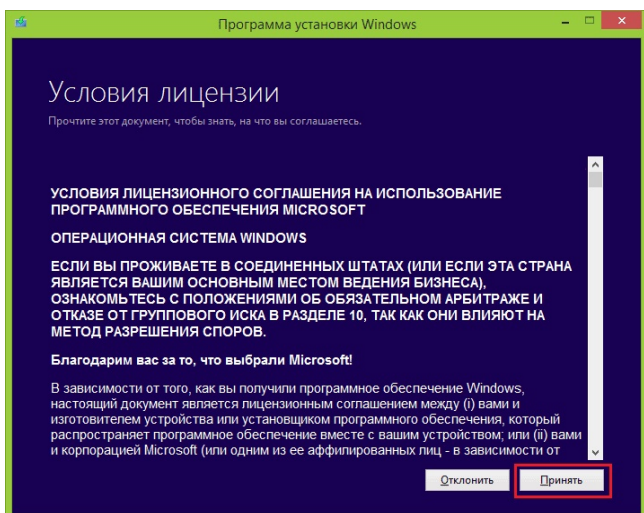 Программа установки Windows
Условия лицензии
Прочтите этот документ, чтобы знать, на что вы соглашаетесь.
УСЛОВИЯ ЛИЦЕНЗИОННОГО СОГЛАШЕНИЯ НА ИСПОЛЬЗОВАНИЕ
ПРОГРАММНОГО ОБЕСПЕЧЕНИЯ MICROSOFT
ОПЕРАЦИОННАЯ СИСТЕМА WINDOWS
ЕСЛИ ВЫ ПРОЖИВАЕТЕ В СОЕДИНЕННЫХ ШТАТАХ (ИЛИ ЕСЛИ ЭТА СТРАНА
ЯВЛЯЕТСЯ ВАШИМ ОСНОВНЫМ МЕСТОМ ВЕДЕНИЯ БИЗНЕСА),
ОЗНАКОМЬТЕСЬ С ПОЛОЖЕНИЯМИ ОБ ОБЯЗАТЕЛЬНОМ АРБИТРАЖЕ И
ОТКАЗЕ ОТ ГРУППОВОГО ИСКА В РАЗДЕЛЕ 10, ТАК КАК ОНИ ВЛИЯЮТ НА
МЕТОД РАЗРЕШЕНИЯ СПОРОВ.
Благодарим вас за то, что выбрали Microsoft!
В зависимости от того, как вы получили программное обеспечение Windows,
настоящий документ является лицензионным соглашением между (i) вами и
изготовителем устройства или установщиком программного обеспечения, который
распространяет программное обеспечение вместе с вашим устройством; или (ii) вами
и корпорацией Microsoft (или одним из ее аффилированных лиц - в зависимости от
Отклонить Принять